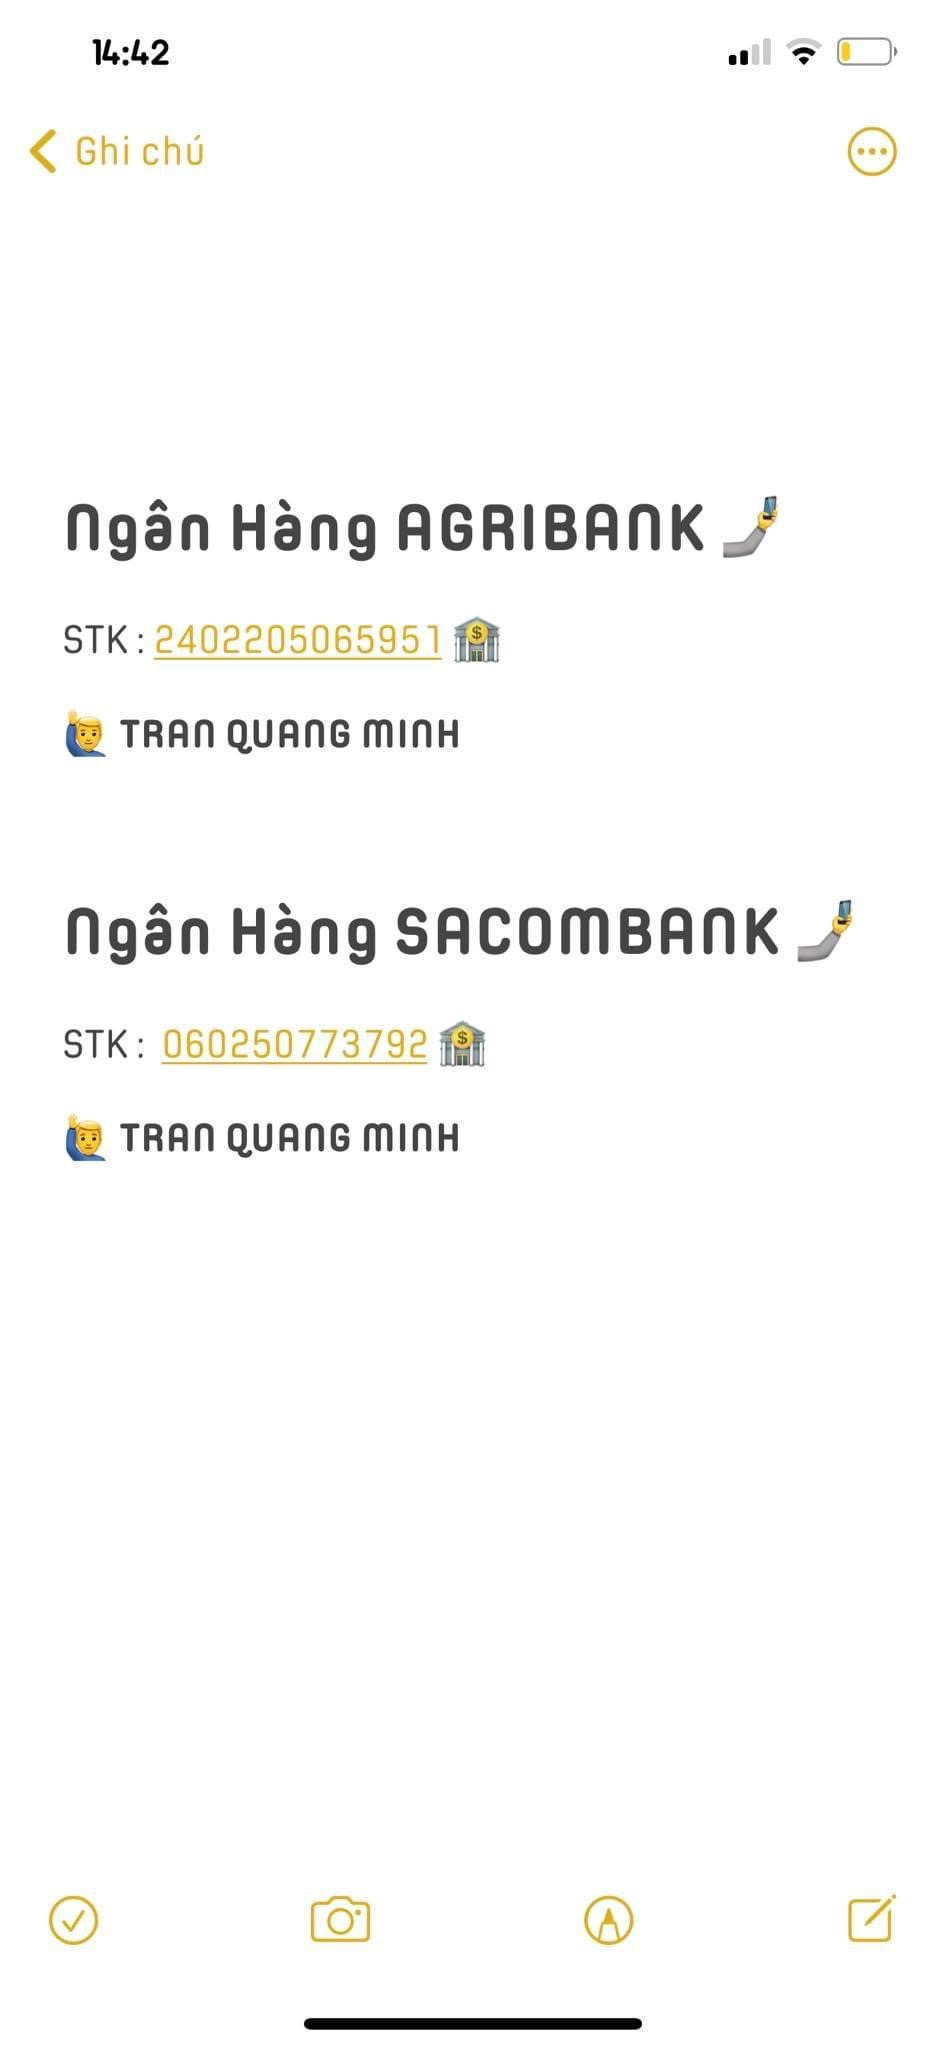 14:42
Ghi chú
Ngân Hàng AGRIBANK
STK : 2402205065951
TRAN QUANG MINH
Ngân Hàng SACOMBANK
STK : 060250773792
TRAN QUANG MINH